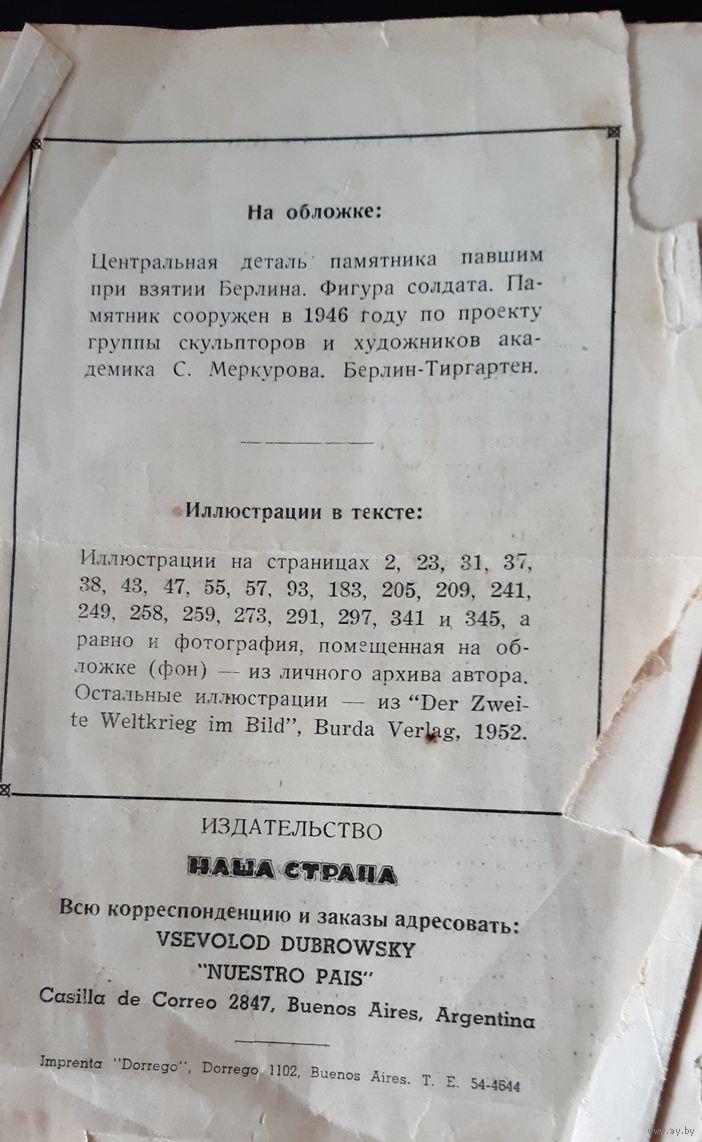 На обложке:
Центральная деталь памятника павшим
при взятии Берлина. Фигура солдата. Па-
мятник сооружен в 1946 году по проекту
группы скульпторов и художников ака-
демика С. Меркурова. Берлин-Тиргартен.
Иллюстрации в тексте:
Иллюстрации на страницах 2, 23, 31, 37,
38, 43, 47, 55, 57, 93, 183, 205, 209, 241,
249, 258, 259, 273, 291, 297, 341 и 345, а
равно и фотография, помещенная на об-
ложке (фон) — из личного архива автора.
Остальные иллюстрации — из "Der Zwei-
te Weltkrieg im Bild", Burda Verlag, 1952.
ИЗДАТЕЛЬСТВО
НАША СТРАНА
Всю корреспонденцию и заказы адресовать:
VSEVOLOD DUBROWSKY
"NUESTRO PAIS"
Casilla de Correo 2847, Buenos Aires, Argentina
Imprenta "Dorrego", Dorrego 1102, Buenos Aires. T. E. 54-4644
www.ay.by